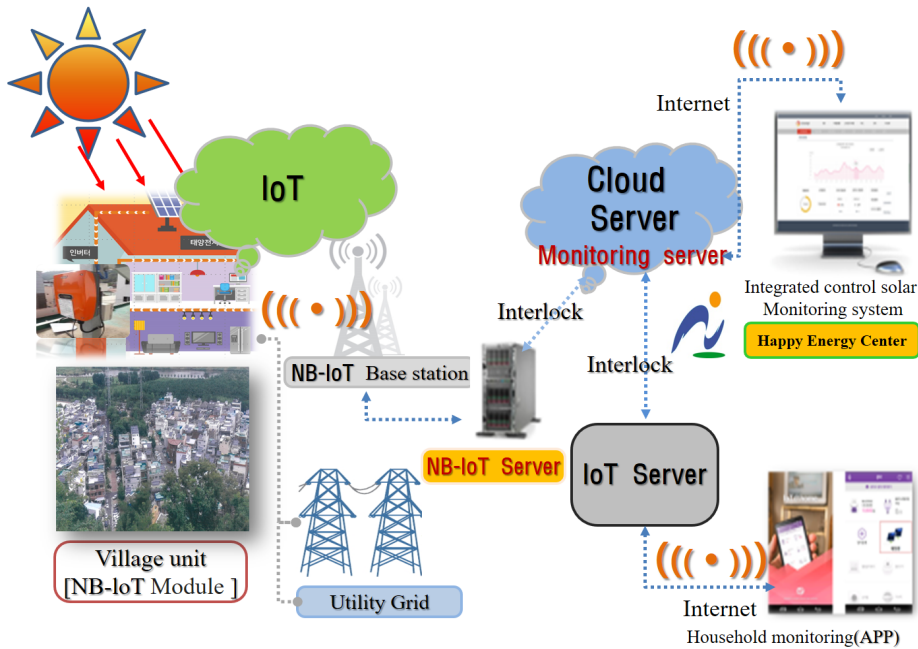 IoT
인버터
태양전지
Cloud
Server
Monitoring server
Internet
Integrated control solar
Monitoring system
Happy Energy Center
Interlock
Interlock
NB-IoT Base station
NB-IoT Server
IoT Server
Village unit
[NB-IoT Module ]
Utility Grid
Internet
Household monitoring(APP)